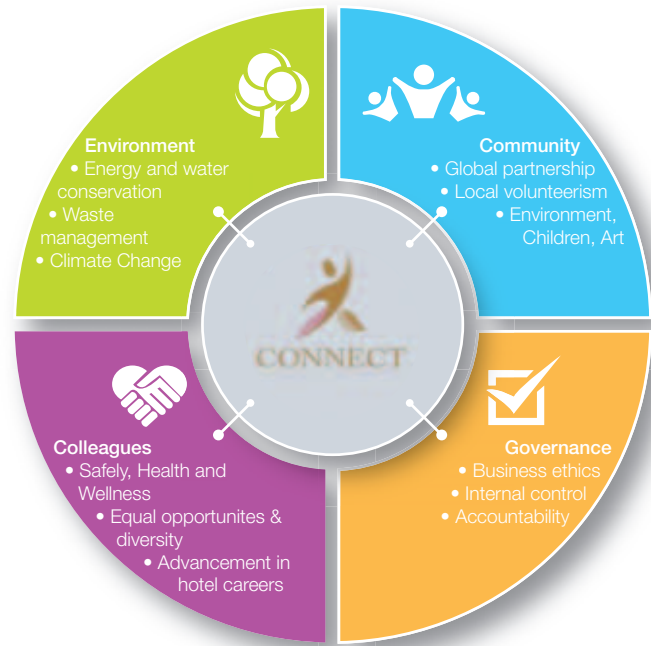 Environment
• Energy and water
conservation
• Waste
management
• Climate Change
Community
• Global partnership
• Local volunteerism
• Environment,
Children, Art
CONNECT
Colleagues
• Safely, Health and
Wellness
• Equal opportunites &
diversity
• Advancement in
hotel careers
Governance
• Business ethics
• Internal control
• Accountability